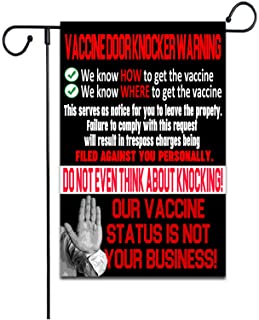 VACCINE DOOR KNOCKER WARNING
We know HOW to get the vaccine
We know WHERE to get the vaccine
This serves as notice for you to leave the propety.
Failure to comply with this request
will result in trespass charges being
FILED AGAINST YOU PERSONALLY.
DO NOT EVEN THINK ABOUT KNOCKING!
OUR VACCINE
STATUS IS NOT
YOUR BUSINESS!